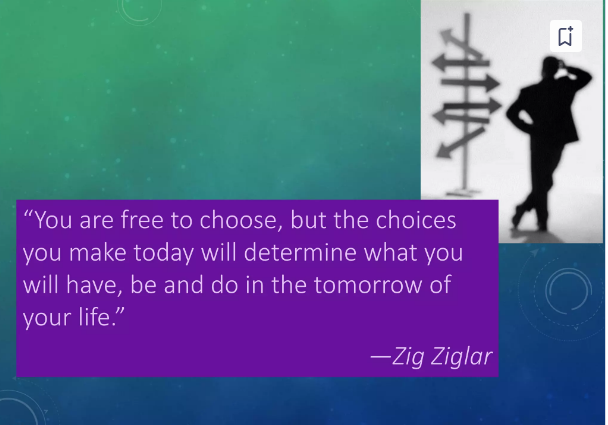 “You are free to choose, but the choices
you make today will determine what you
will have, be and do in the tomorrow of
your life.”
—Zig Ziglar